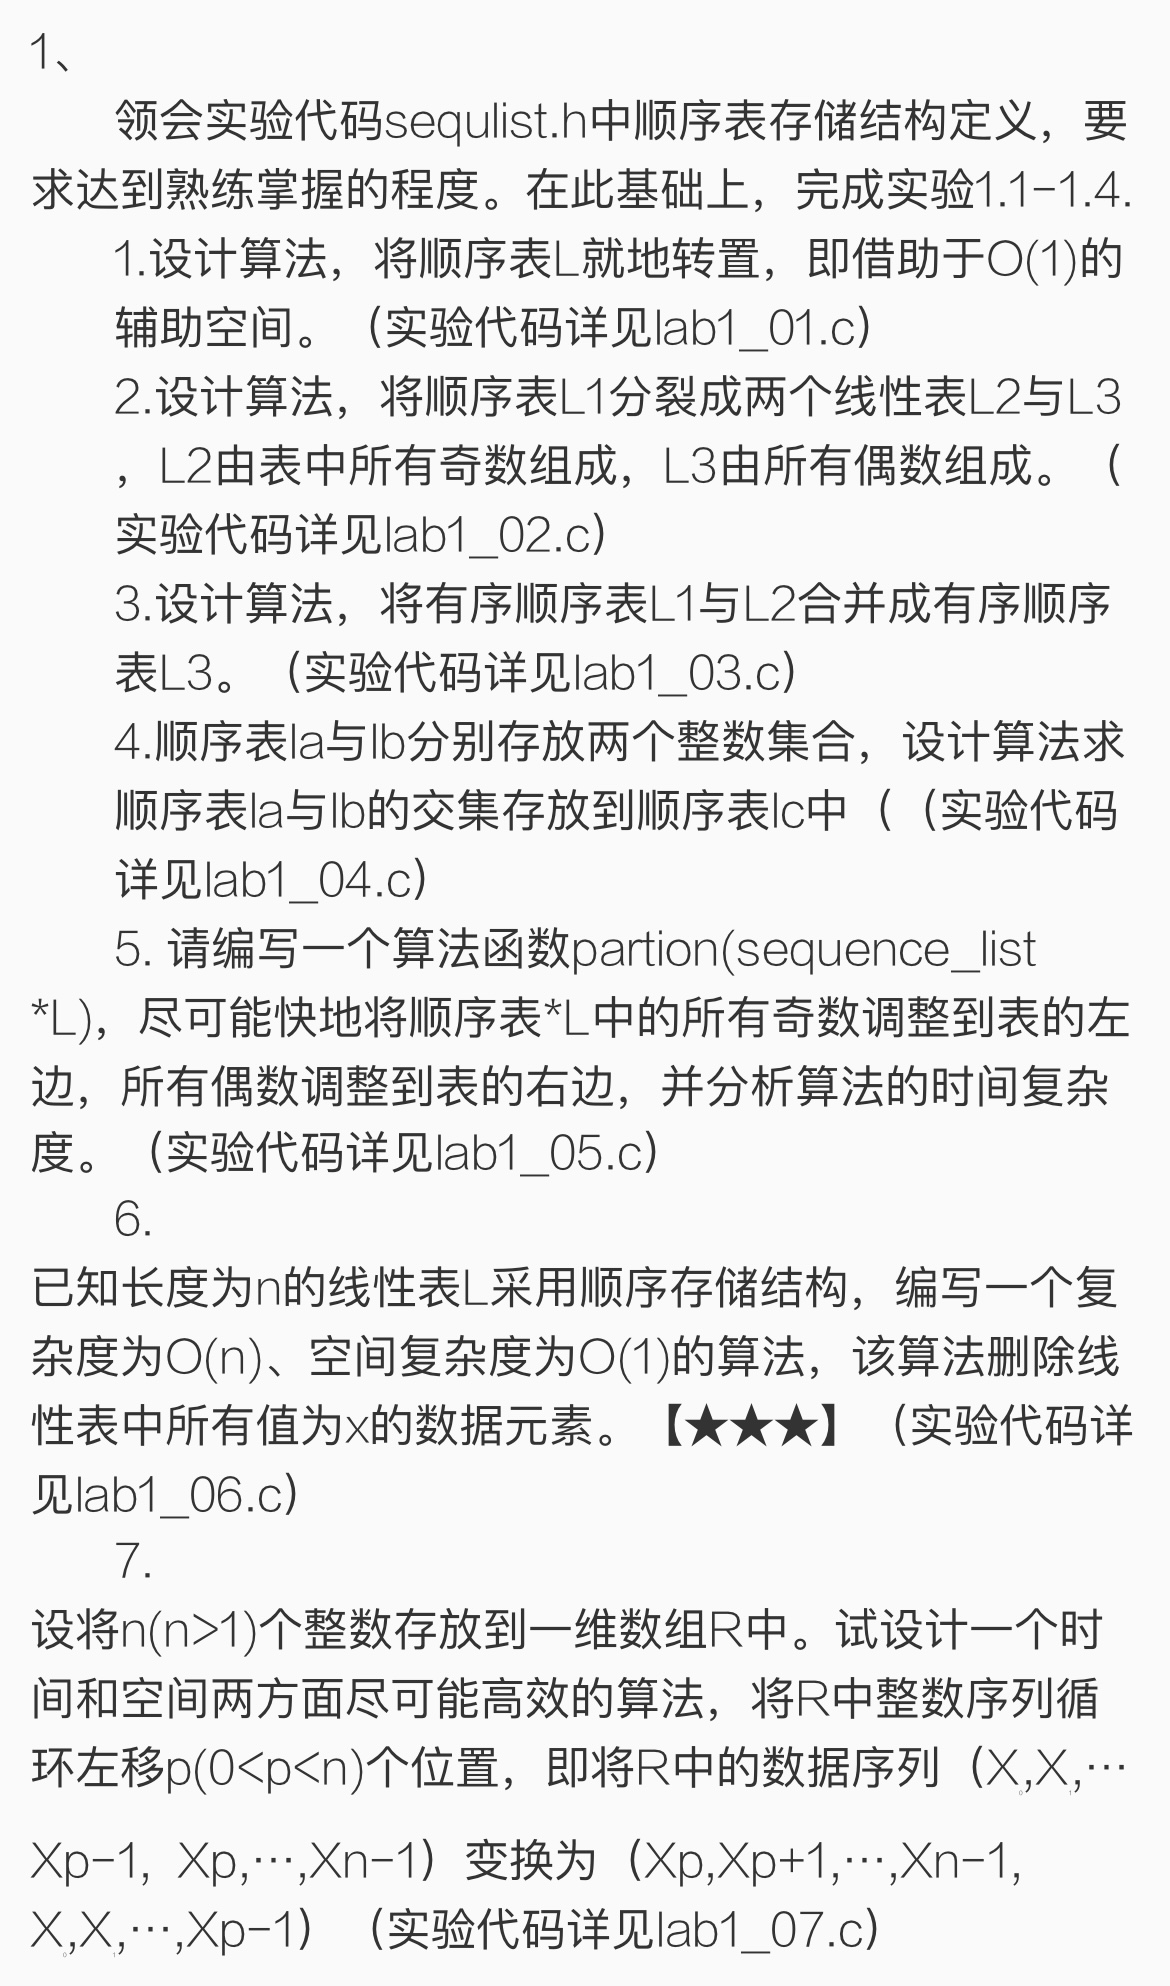 1、
领会实验代码sequlist.h中顺序表存储结构定义，要
求达到熟练掌握的程度。在此基础上，完成实验1.1-1.4.
1.设计算法，将顺序表L就地转置，即借助于O(1)的
辅助空间。（实验代码详见lab1_01.c）
2.设计算法，将顺序表L1分裂成两个线性表L2与L3
，L2由表中所有奇数组成，L3由所有偶数组成。（
实验代码详见lab1_02.c）
3.设计算法，将有序顺序表L1与L2合并成有序顺序
表L3。（实验代码详见lab1_03.c）
4.顺序表la与lb分别存放两个整数集合，设计算法求
顺序表la与lb的交集存放到顺序表lc中（（实验代码
详见lab1_04.c）
5. 请编写一个算法函数partion(sequence_list
*L)，尽可能快地将顺序表*L中的所有奇数调整到表的左
边，所有偶数调整到表的右边，并分析算法的时间复杂
度。（实验代码详见lab1_05.c）
6.
已知长度为n的线性表L采用顺序存储结构，编写一个复
杂度为O(n)、空间复杂度为O(1)的算法，该算法删除线
性表中所有值为x的数据元素。【★★★】（实验代码详
见lab1_06.c）
7.
设将n(n>1)个整数存放到一维数组R中。试设计一个时
间和空间两方面尽可能高效的算法，将R中整数序列循
环左移p(0<p<n)个位置，即将R中的数据序列（X₀,X₁,…
Xp-1，Xp,…,Xn-1）变换为（Xp,Xp+1,…,Xn-1,
X₀,X₁,…,Xp-1）（实验代码详见lab1_07.c）